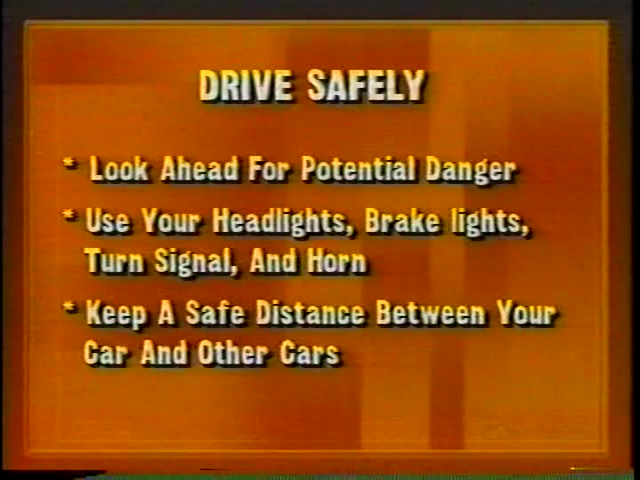 DRIVE SAFELY
* Look Ahead For Potential Danger
* Use Your Headlights, Brake lights,
Turn Signal, And Horn
* Keep A Safe Distance Between Your
Car And Other Cars